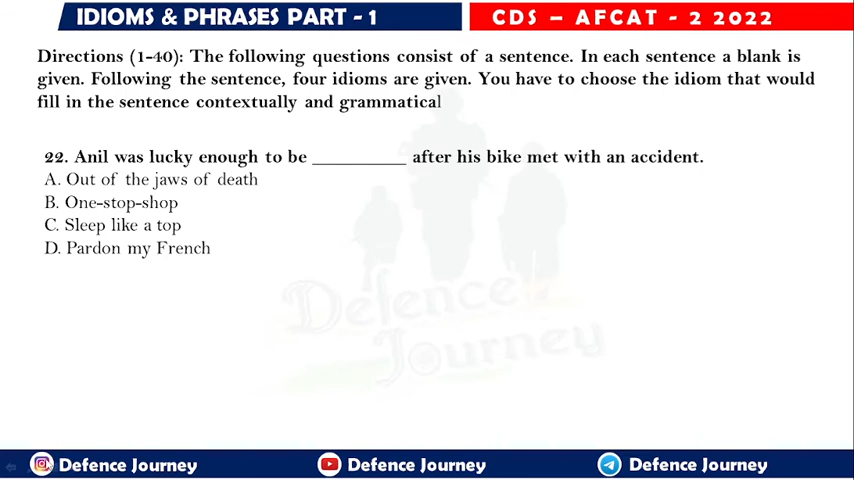 IDIOMS & PHRASES PART - 1
CDS – AFCAT - 2 2022
Directions (1-40): The following questions consist of a sentence. In each sentence a blank is
given. Following the sentence, four idioms are given. You have to choose the idiom that would
fill in the sentence contextually and grammatical
22. Anil was lucky enough to be __________ after his bike met with an accident.
A. Out of the jaws of death
B. One-stop-shop
C. Sleep like a top
D. Pardon my French
Defence
Journey
Defence Journey
Defence Journey
Defence Journey